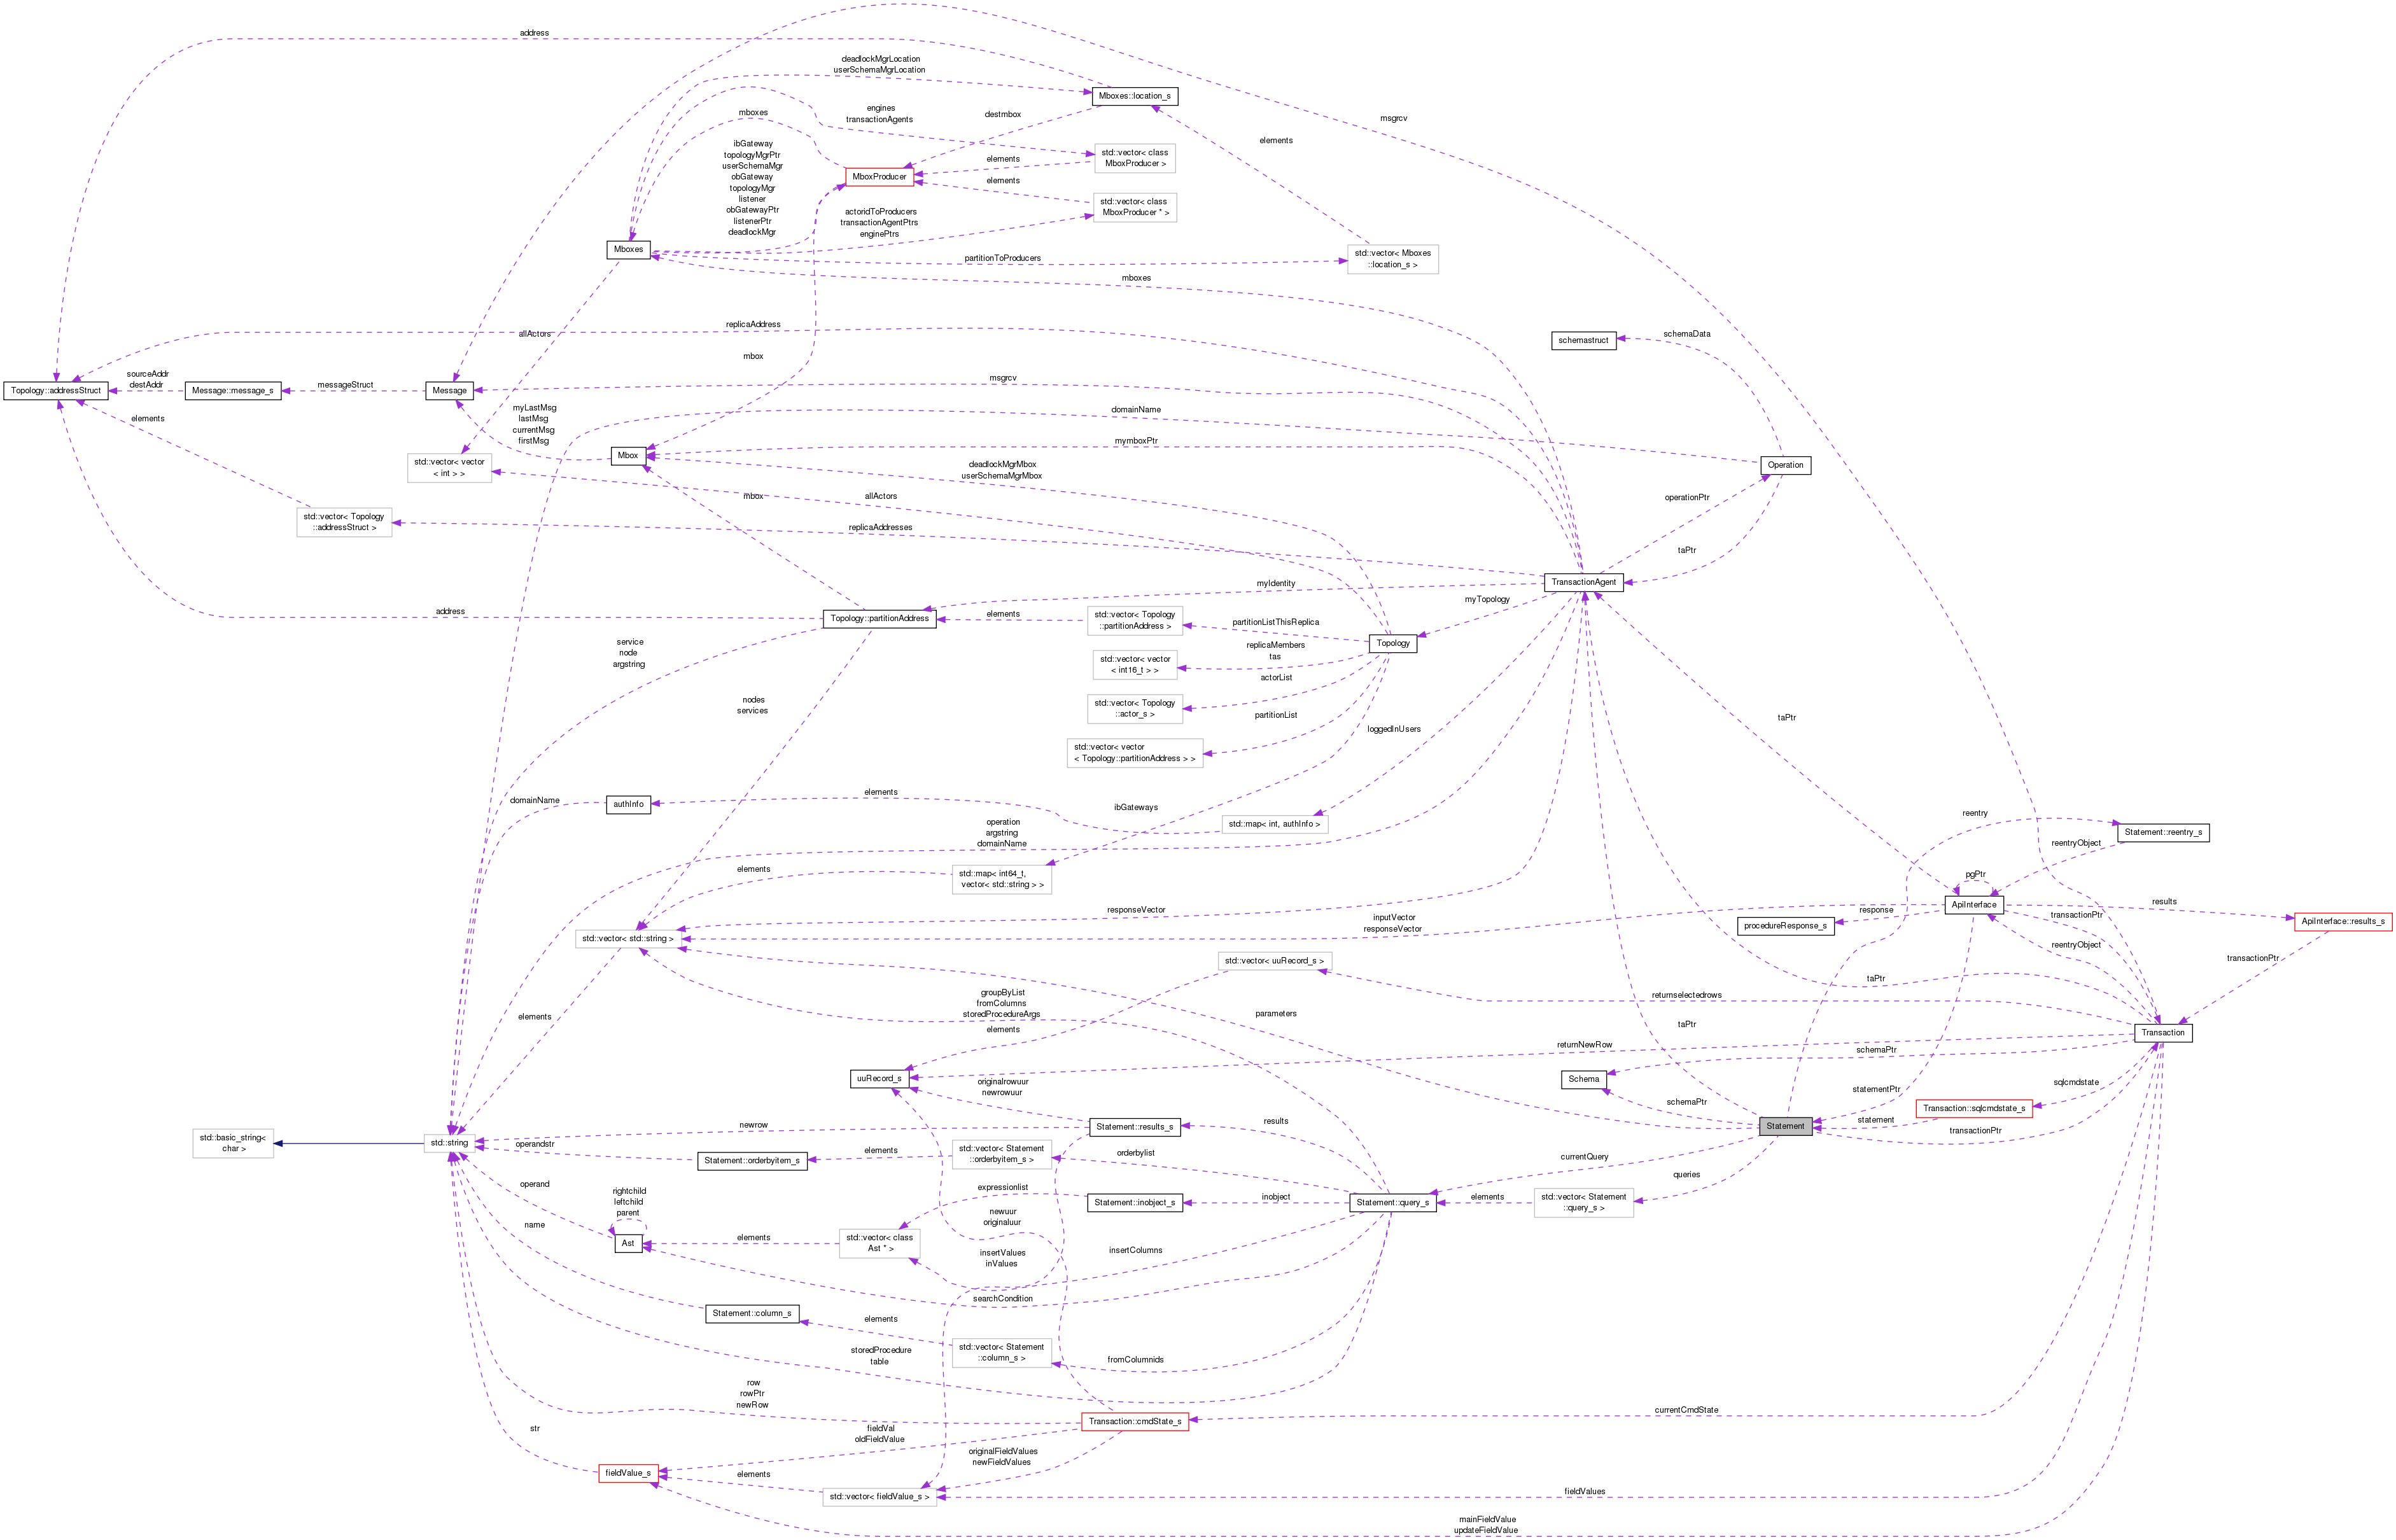 address
msgrcv
deadlockMgrLocation
userSchemaMgrLocation
Mboxes::location_s
engines
transactionAgents
mboxes
destmbox
elements
std::vector< class
MboxProducer >
elements
ibGateway
topologyMgrPtr
userSchemaMgr
obGateway
topologyMgr
listener
obGatewayPtr
listenerPtr
deadlockMgr
MboxProducer
elements
std::vector< class
MboxProducer * >
actoridToProducers
transactionAgentPtrs
enginePtrs
Mboxes
partitionToProducers
std::vector< Mboxes
::location_s >
mboxes
allActors
replicaAddress
schemastruct
schemaData
mbox
Topology::addressStruct
sourceAddr
destAddr
Message::message_s
messageStruct
Message
msgrcv
elements
myLastMsg
lastMsg
currentMsg
firstMsg
domainName
mymboxPtr
Mbox
std::vector< vector
< int > >
deadlockMgrMbox
userSchemaMgrMbox
Operation
mbox
allActors
operationPtr
std::vector< Topology
::addressStruct >
replicaAddresses
taPtr
TransactionAgent
myIdentity
myTopology
address
Topology::partitionAddress
elements
std::vector< Topology
::partitionAddress >
partitionListThisReplica
Topology
service
node
argstring
std::vector< vector
< int16_t > >
replicaMembers
tas
actorList
std::vector< Topology
::actor_s >
nodes
services
partitionList
taPtr
loggedInUsers
std::vector< vector
< Topology::partitionAddress > >
domainName
authInfo
elements
ibGateways
std::map< int, authInfo >
operation
argstring
domainName
reentry
Statement::reentry_s
reentryObject
elements
std::map< int64_t,
vector< std::string > >
pgPtr
ApiInterface
results
responseVector
inputVector
responseVector
response
procedureResponse_s
transactionPtr
ApiInterface::results_s
std::vector< std::string >
reentryObject
std::vector< uuRecord_s >
transactionPtr
taPtr
groupByList
fromColumns
storedProcedureArgs
returnselectedrows
elements
elements
parameters
taPtr
Transaction
returnNewRow
schemaPtr
uuRecord_s
Schema
originalrowuur
newrowuur
statementPtr
sqlcmdstate
schemaPtr
Transaction::sqlcmdstate_s
statement
newrow
Statement::results_s
results
Statement
transactionPtr
std::basic_string<
char >
std::string
operandstr
Statement::orderbyitem_s
elements
std::vector< Statement
::orderbyitem_s >
orderbylist
currentQuery
queries
operand
rightchild
leftchild
parent
expressionlist
Statement::inobject_s
inobject
Statement::query_s
elements
std::vector< Statement
::query_s >
newuur
originaluur
name
Ast
elements
std::vector< class
Ast * >
insertValues
inValues
insertColumns
searchCondition
Statement::column_s
elements
std::vector< Statement
::column_s >
storedProcedure
table
fromColumnids
row
rowPtr
newRow
Transaction::cmdState_s
currentCmdState
str
fieldVal
oldFieldValue
originalFieldValues
newFieldValues
fieldValue_s
elements
std::vector< fieldValue_s >
fieldValues
mainFieldValue
updateFieldValue